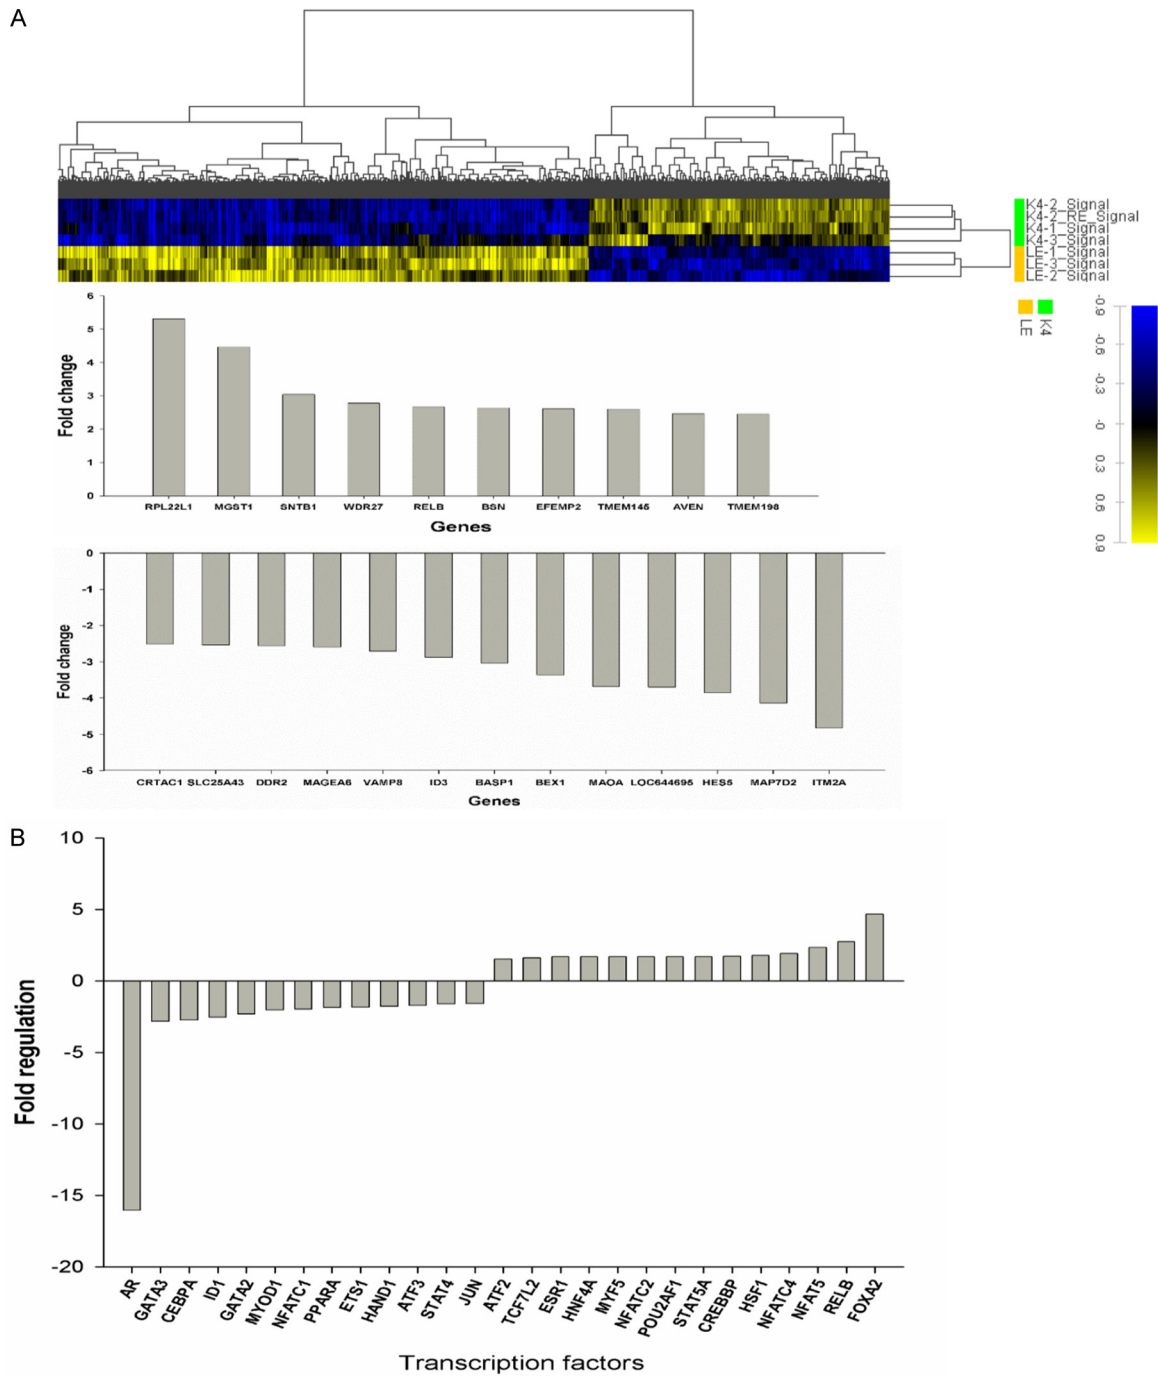 A
K4-2_Signal
K4-2_RE_Signal
K4-1_Signal
K4-3_Signal
LE-1_Signal
LE-3_Signal
LE-2_Signal
LE K4
-0.9 -0.6 -0.3 -0 0.3 0.6 0.9
6
5
4
3
2
1
0
Fold change
RPL22L1 MGST1 SNTB1 WDR27 RELB BSN EFEMP2 TMEM145 AVEN TMEM198
Genes
0
-1
-2
-3
-4
-5
-6
Fold change
CRTAC1 SLC25A43 DDR2 MAGEA6 VAMP8 ID3 BASP1 BEX1 MAOA LOC644695 HES5 MAP7D2 ITM2A
Genes
B
10
5
0
-5
-10
-15
-20
Fold regulation
AR GATA3 CEBPA ID1 GATA2 MYOD1 NFATC1 PPARA ETS1 HAND1 ATF3 STAT4 JUN ATF2 TCF7L2 ESR1 HNF4A MYF5 NFATC2 POU2AF1 STAT5A CREBBP HSF1 NFATC4 NFAT5 RELB FOXA2
Transcription factors